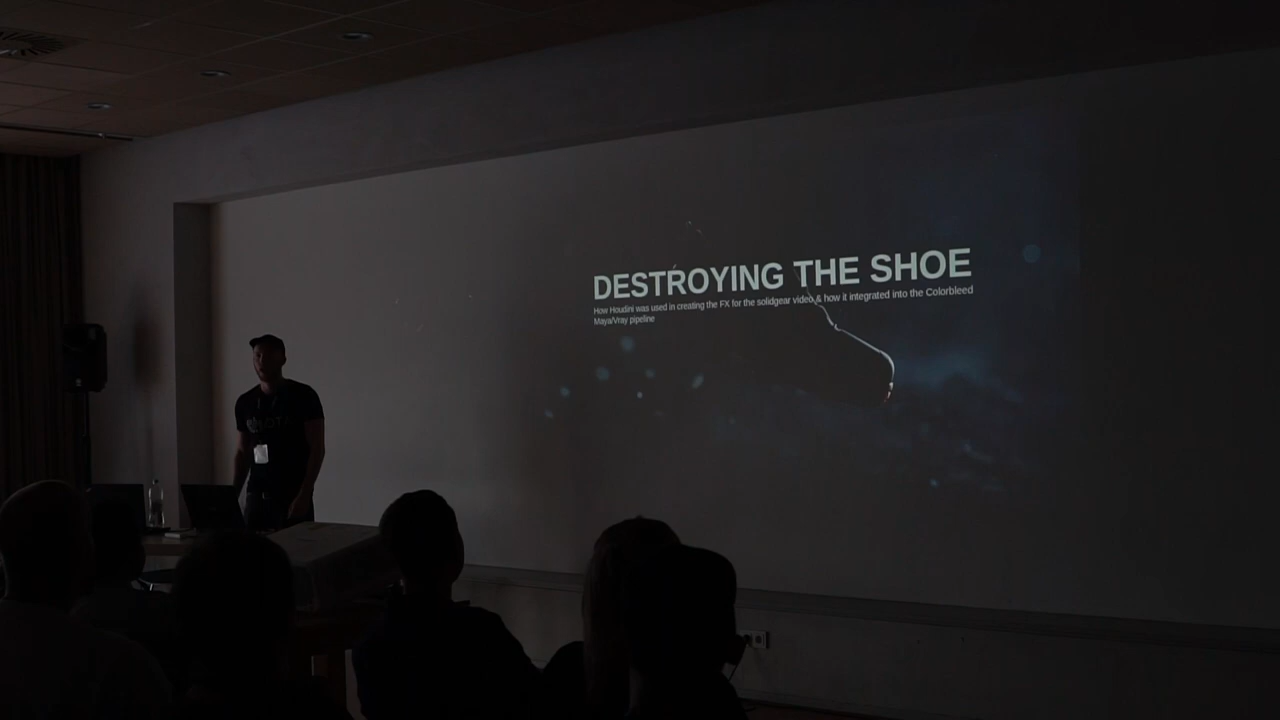 DESTROYING THE SHOE
How Houdini was used in creating the FX for the solidgear video & how it integrated into the Colorbleed
Maya/Vray pipeline